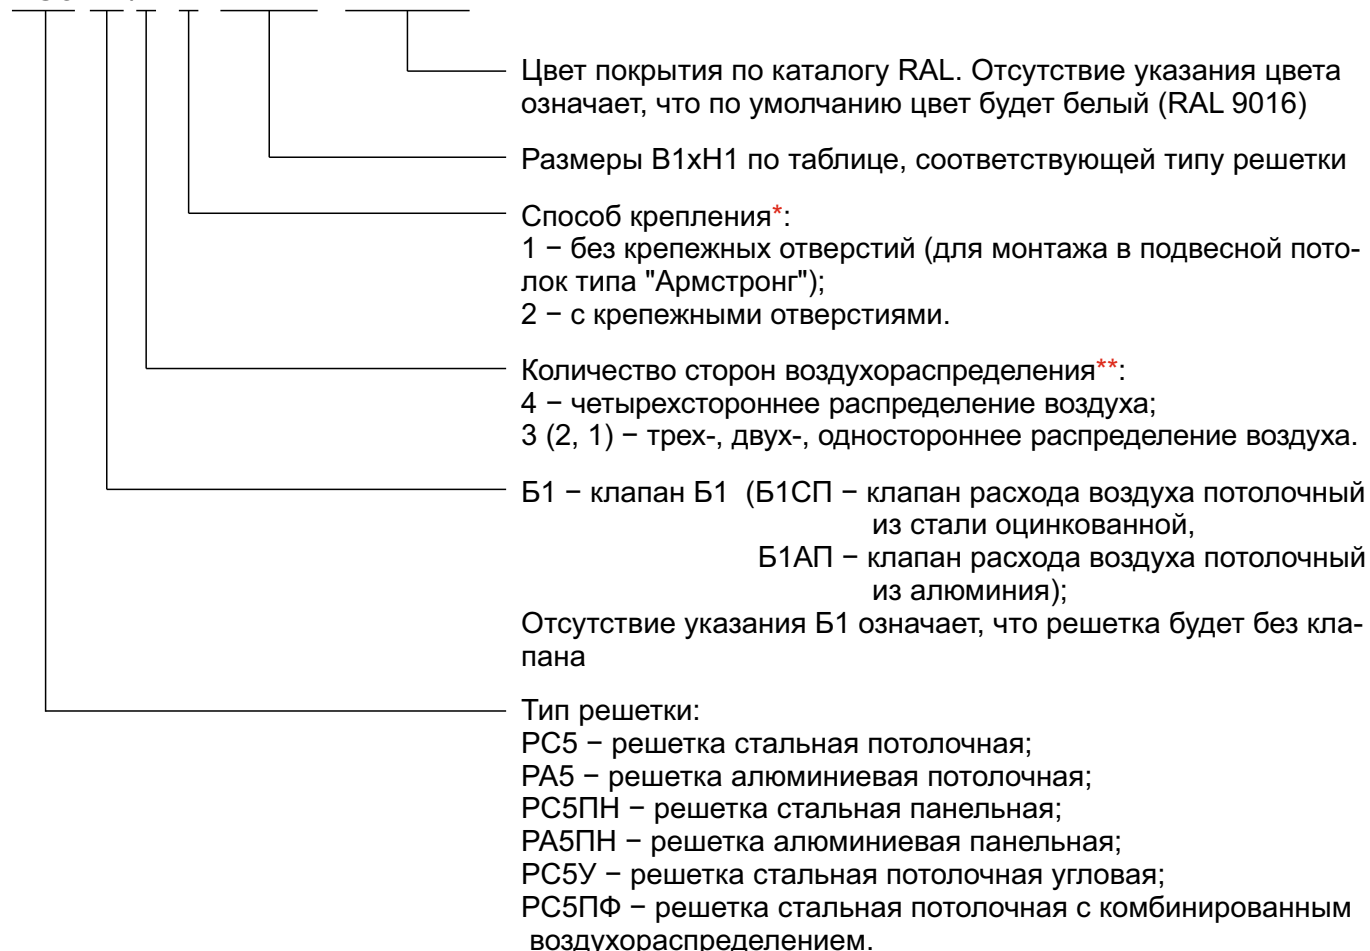 Цвет покрытия по каталогу RAL. Отсутствие указания цвета
означает, что по умолчанию цвет будет белый (RAL 9016)
Размеры В1хН1 по таблице, соответствующей типу решетки
Способ крепления*:
1 − без крепежных отверстий (для монтажа в подвесной пото-
лок типа "Армстронг");
2 − с крепежными отверстиями.
Количество сторон воздухораспределения**:
4 − четырехстороннее распределение воздуха;
3 (2, 1) − трех-, двух-, одностороннее распределение воздуха.
Б1 − клапан Б1 (Б1СП − клапан расхода воздуха потолочный
из стали оцинкованной,
Б1АП − клапан расхода воздуха потолочный
из алюминия);
Отсутствие указания Б1 означает, что решетка будет без кла-
пана
Тип решетки:
РС5 − решетка стальная потолочная;
РА5 − решетка алюминиевая потолочная;
РС5ПН − решетка стальная панельная;
РА5ПН − решетка алюминиевая панельная;
РС5У − решетка стальная потолочная угловая;
РС5ПФ − решетка стальная потолочная с комбинированным
воздухораспределением.